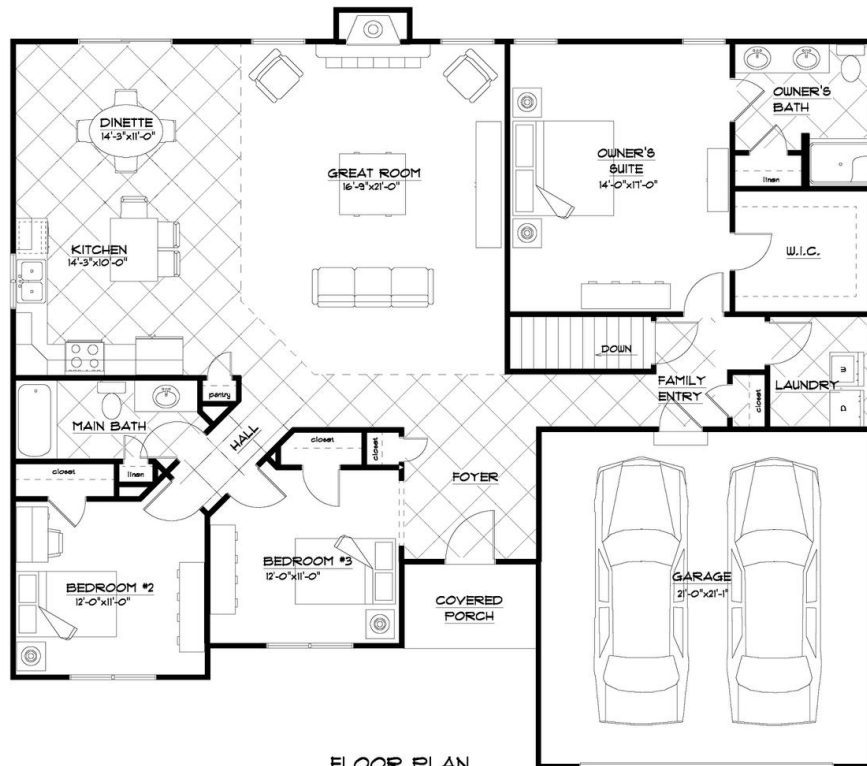 DINETTE
14'-3"x11'-0"
GREAT ROOM
16'-9"x21'-0"
OWNER'S
SUITE
14'-0"x17'-0"
OWNER'S
BATH
linen
KITCHEN
14'-3"x10'-0"
W.I.C.
DOWN
FAMILY
ENTRY
closet
LAUNDRY
W
D
pantry
MAIN BATH
HALL
linen
closet
closet
closet
FOYER
BEDROOM #2
12'-0"x11'-0"
BEDROOM #3
12'-0"x11'-0"
COVERED
PORCH
GARAGE
21'-0"x21'-1"
FLOOR PLAN